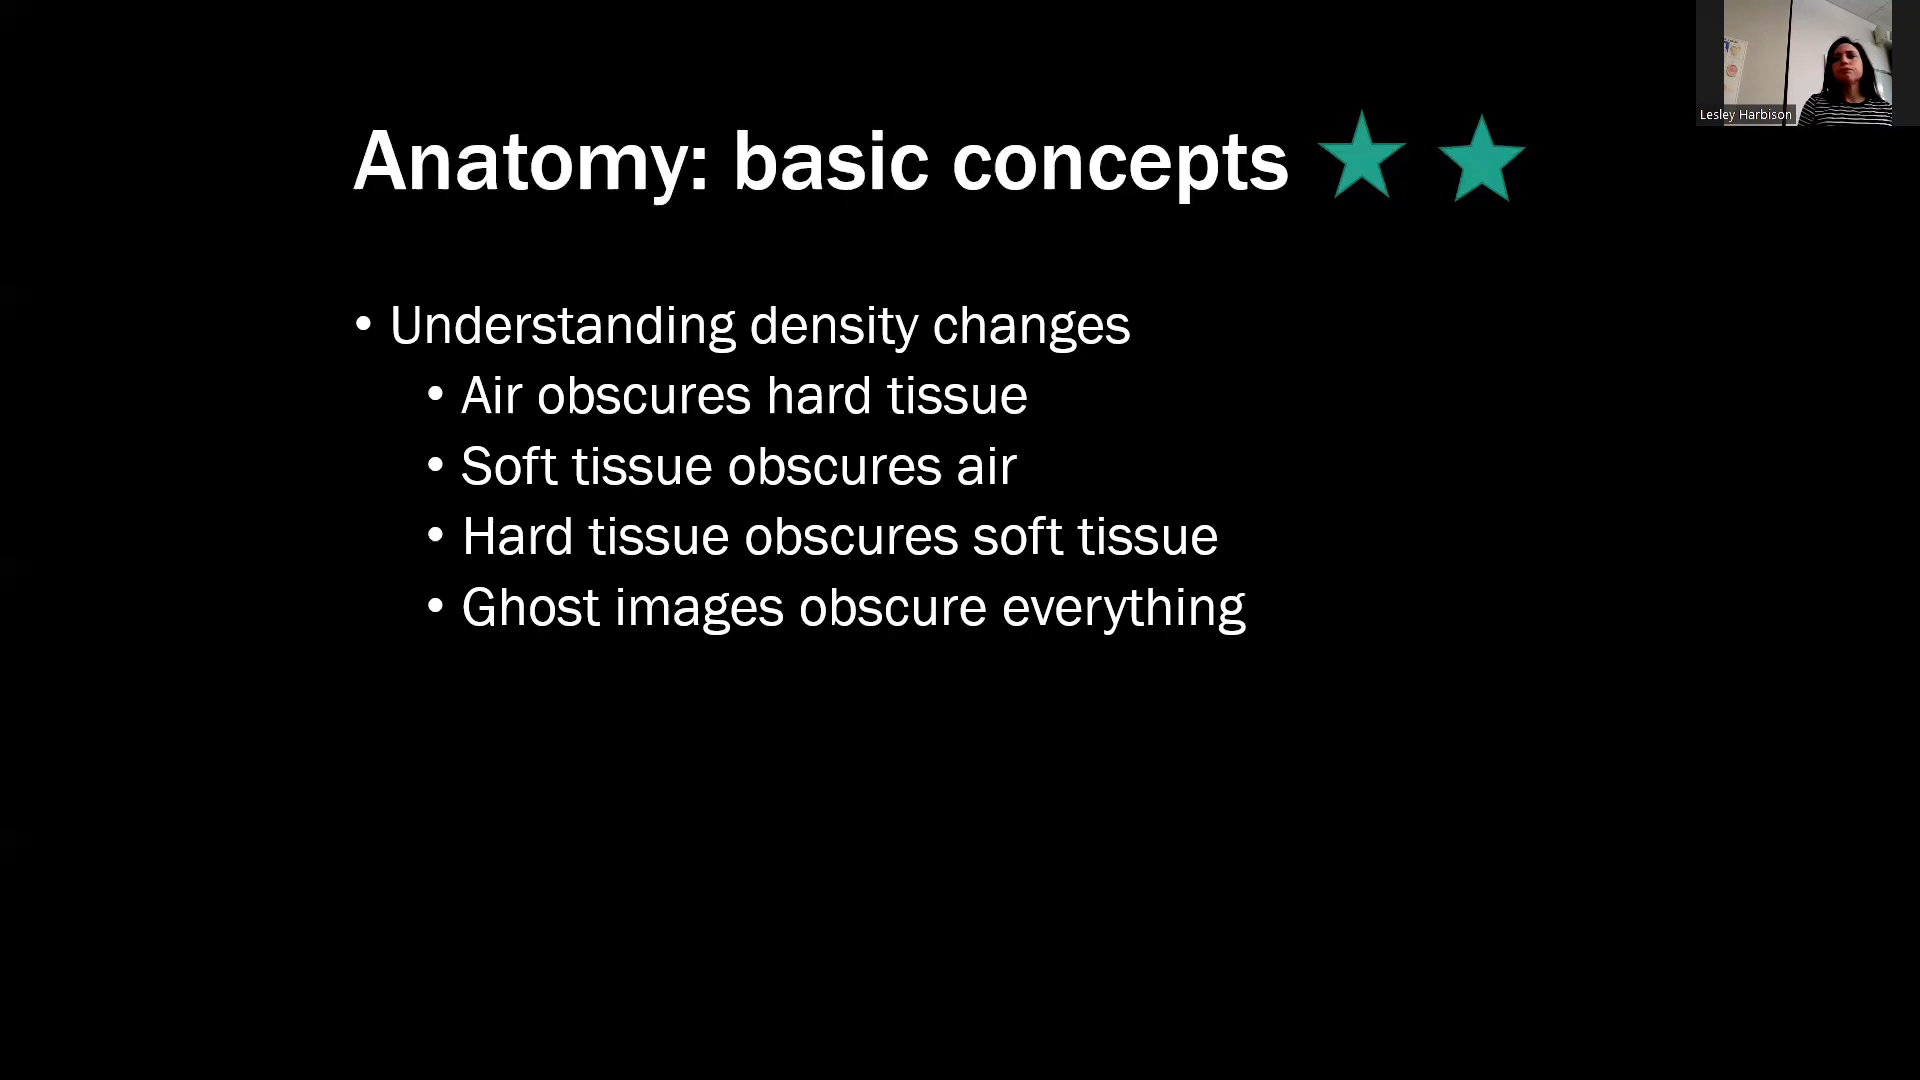 Lesley Harbison
Anatomy: basic concepts
• Understanding density changes
• Air obscures hard tissue
• Soft tissue obscures air
• Hard tissue obscures soft tissue
• Ghost images obscure everything